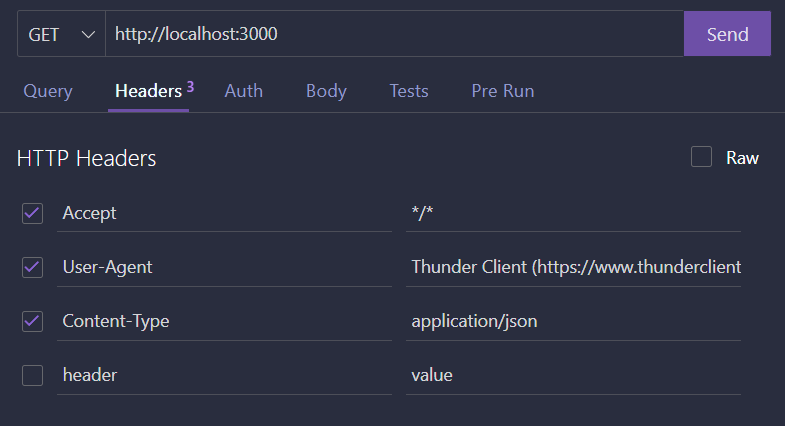 GET http://localhost:3000 Send
Query Headers 3 Auth Body Tests Pre Run
HTTP Headers Raw
Accept */*
User-Agent Thunder Client (https://www.thunderclient
Content-Type application/json
header value